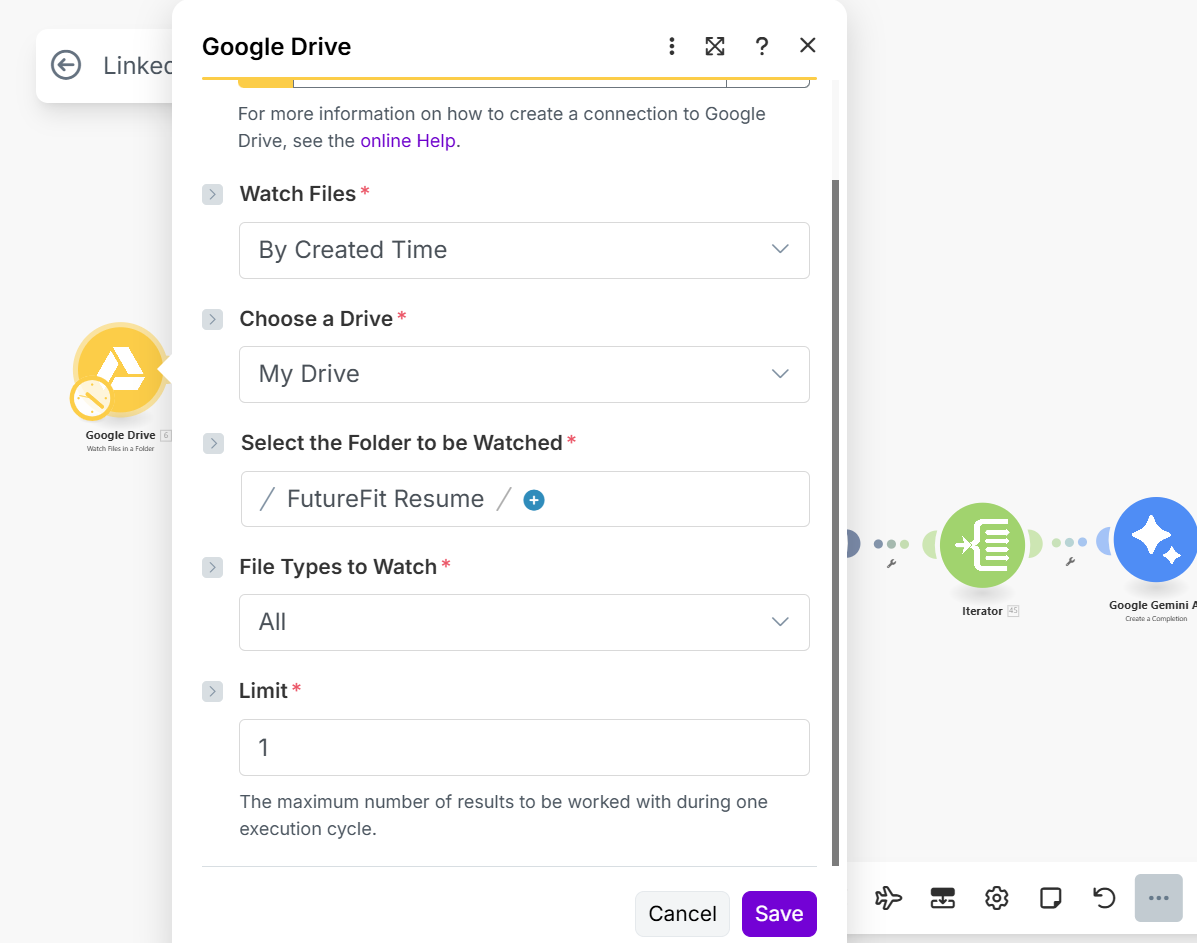 Google Drive
?
Linked
For more information on how to create a connection to Google
Drive, see the online Help.
Watch Files *
By Created Time
Choose a Drive *
My Drive
Select the Folder to be Watched *
/ FutureFit Resume /
File Types to Watch *
All
Limit *
1
The maximum number of results to be worked with during one
execution cycle.
Cancel
Save
Google Drive 6
Watch Files in a Folder
Iterator 45
Google Gemini A
Create a Completion